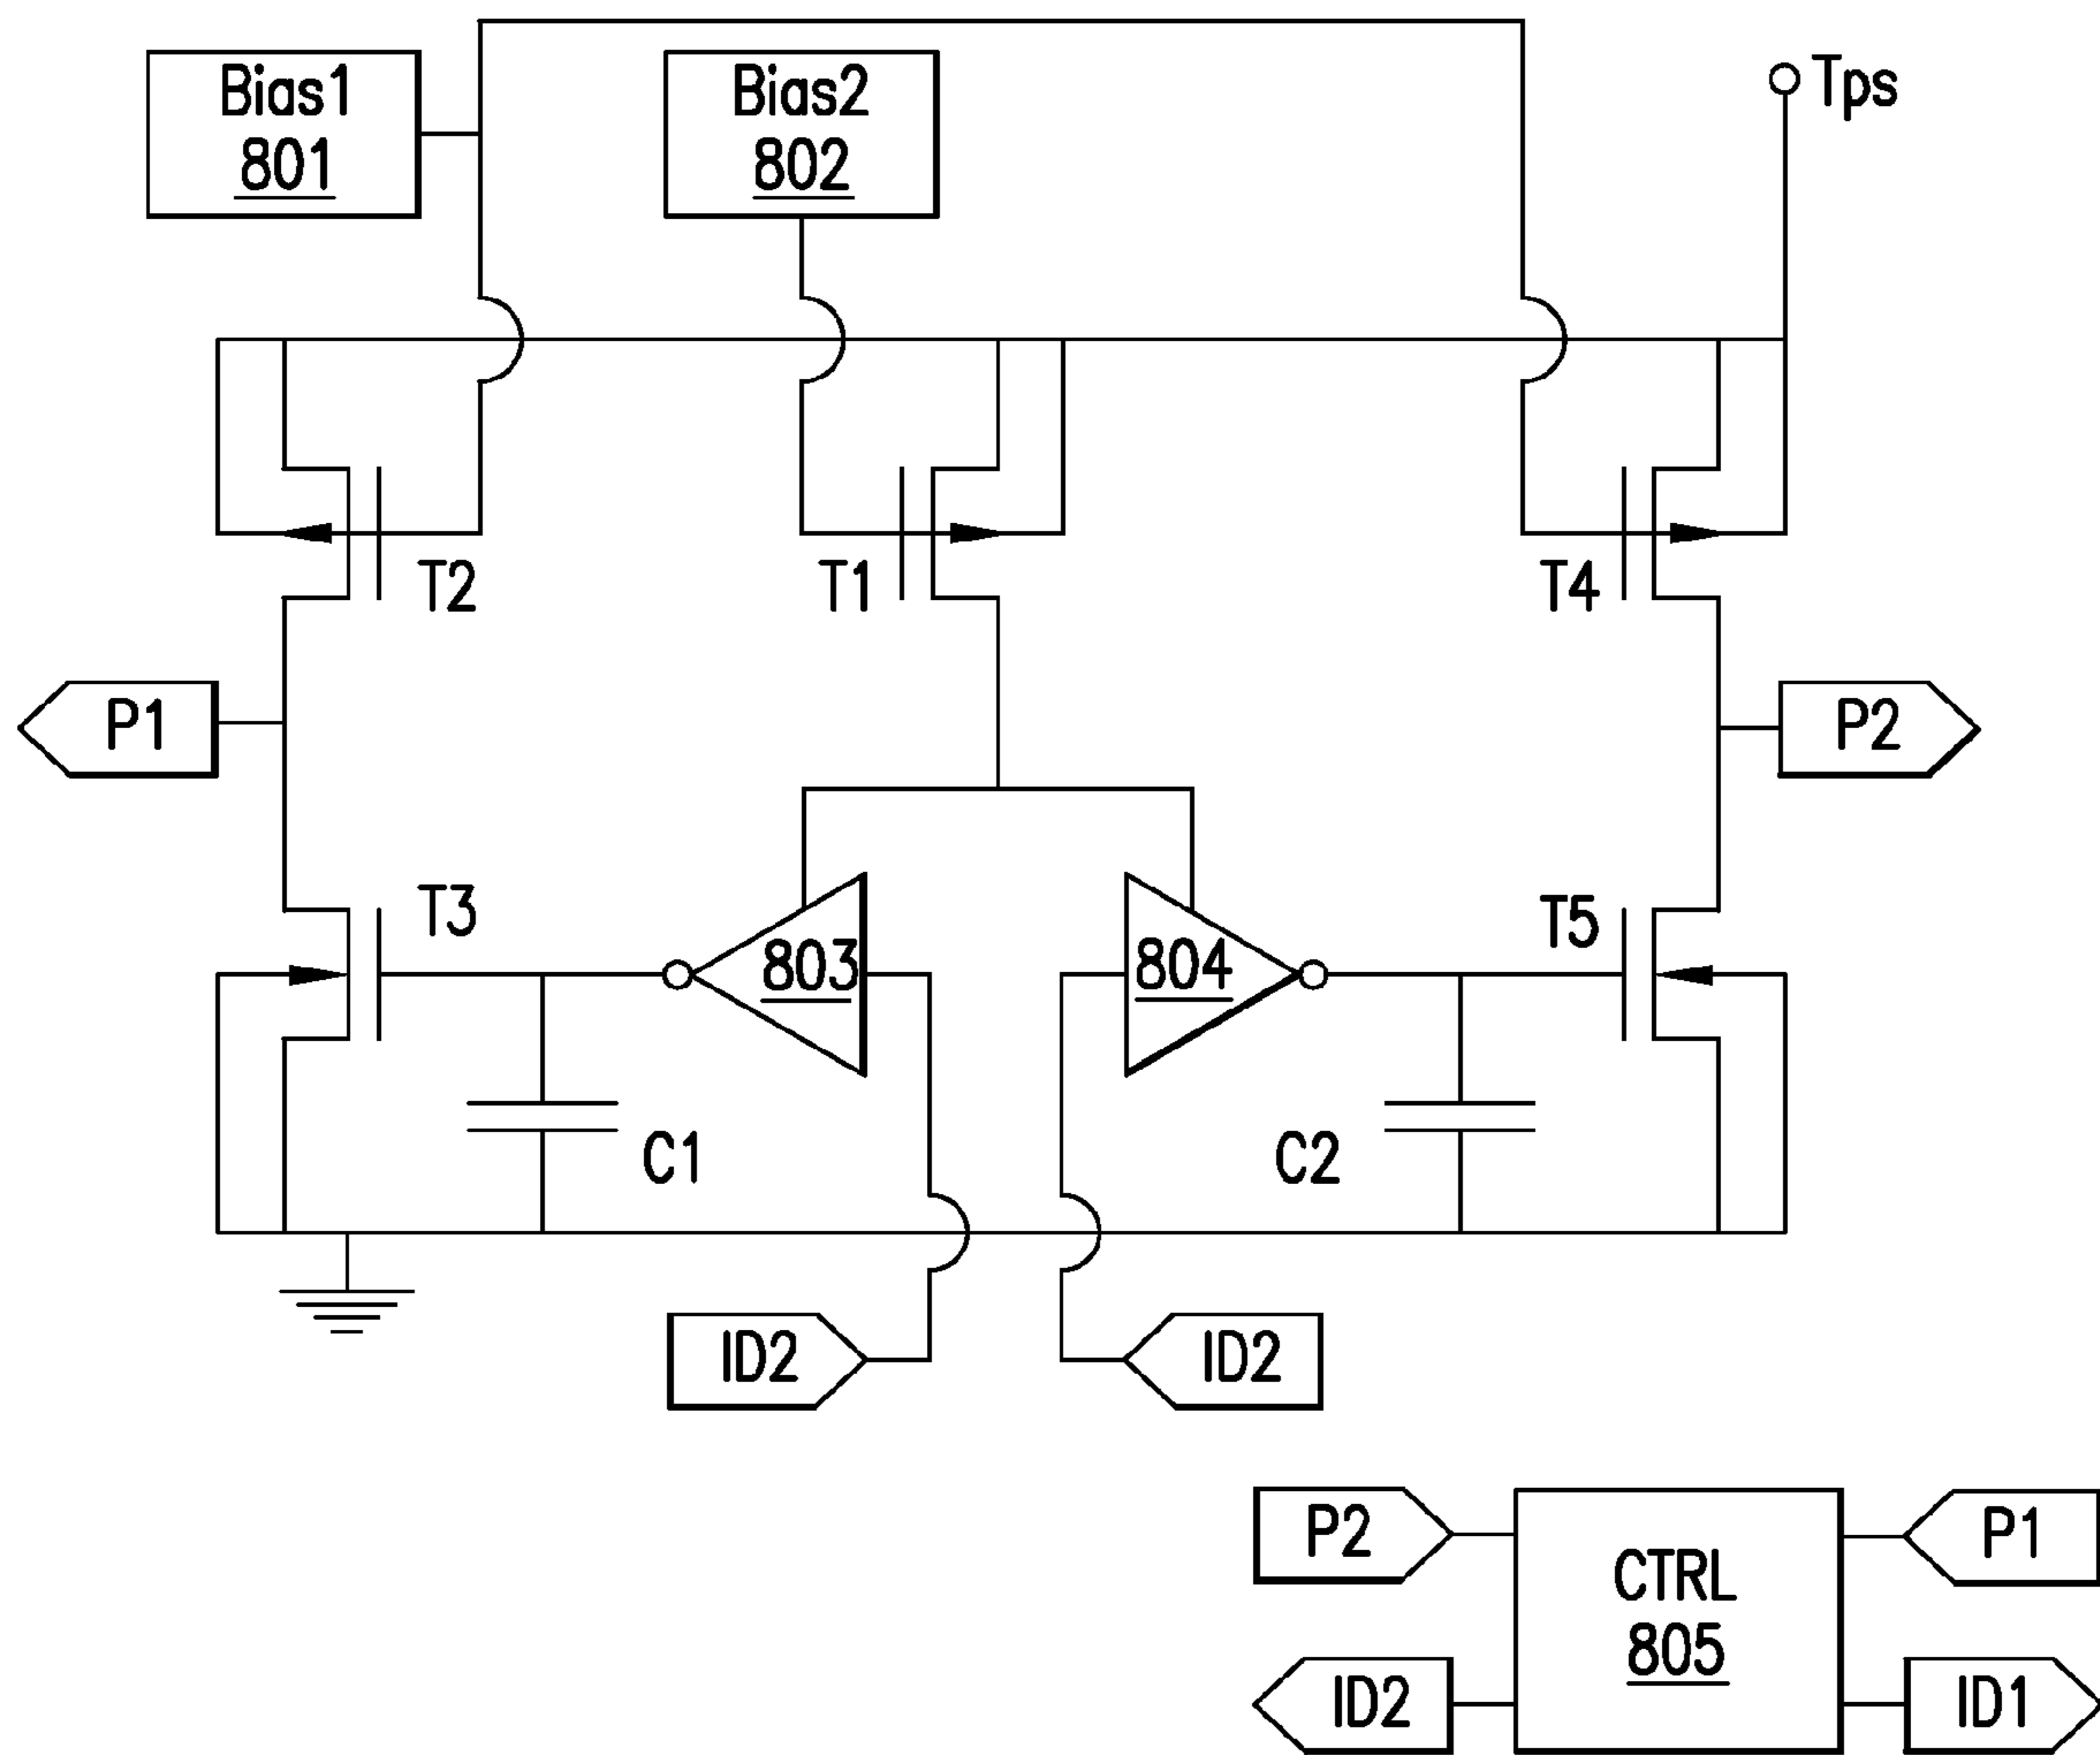 Bias1
801
Bias2
802
Tps
T2
T1
T4
P1
P2
T3
803
804
T5
C1
C2
ID2
ID2
P2
P1
CTRL
805
ID2
ID1